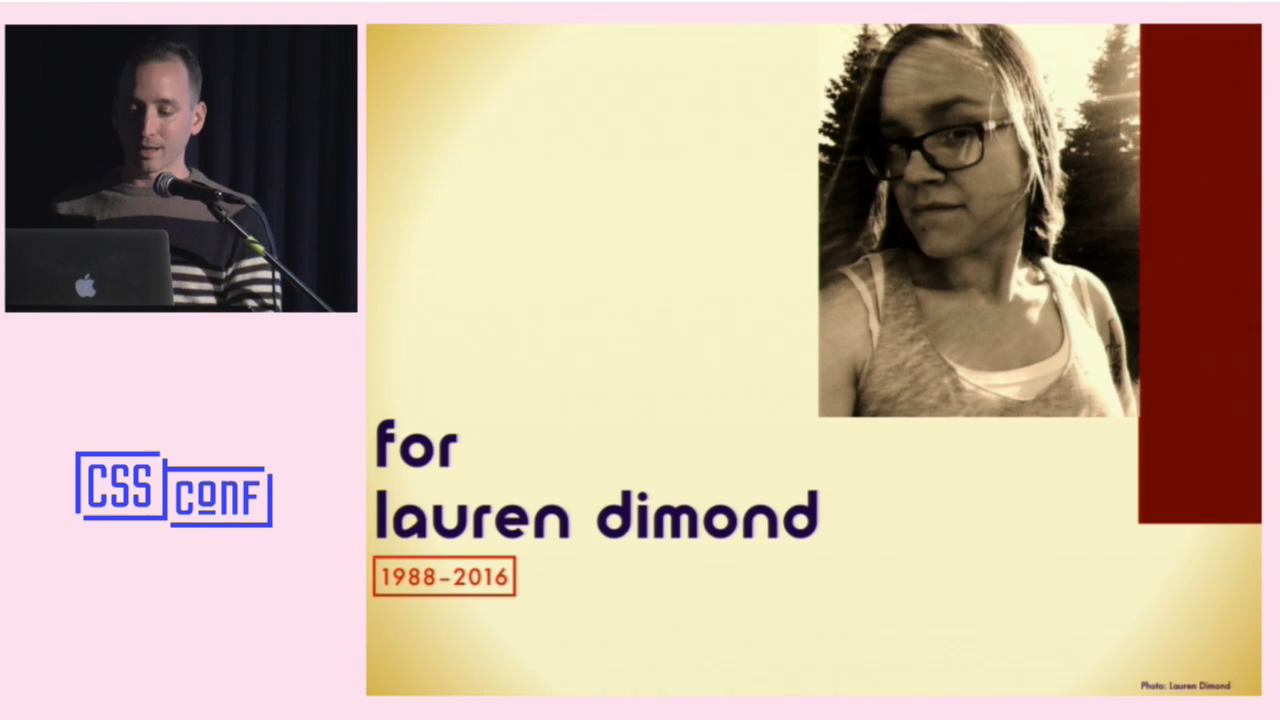 CSS
CONF
for
lauren dimond
1988–2016
Photo: Lauren Dimond